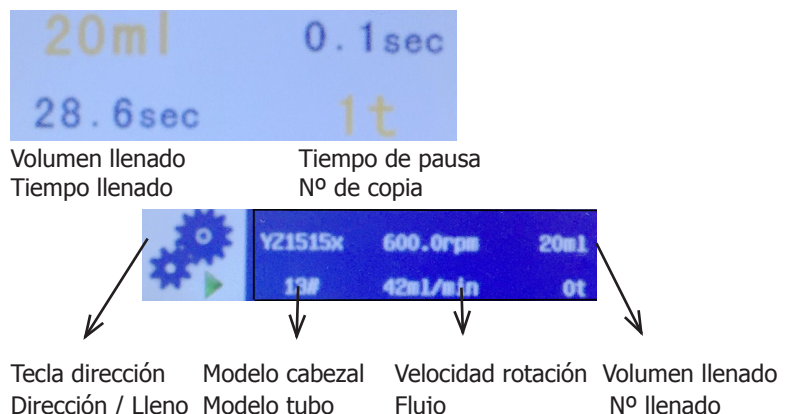 20ml 0.1sec
28.6sec 1t
Volumen llenado Tiempo de pausa
Tiempo llenado Nº de copia
YZ1515x 600.0rpm 20ml
13# 42ml/min 0t
Tecla dirección Modelo cabezal Velocidad rotación Volumen llenado
Dirección / Lleno Modelo tubo Flujo Nº llenado